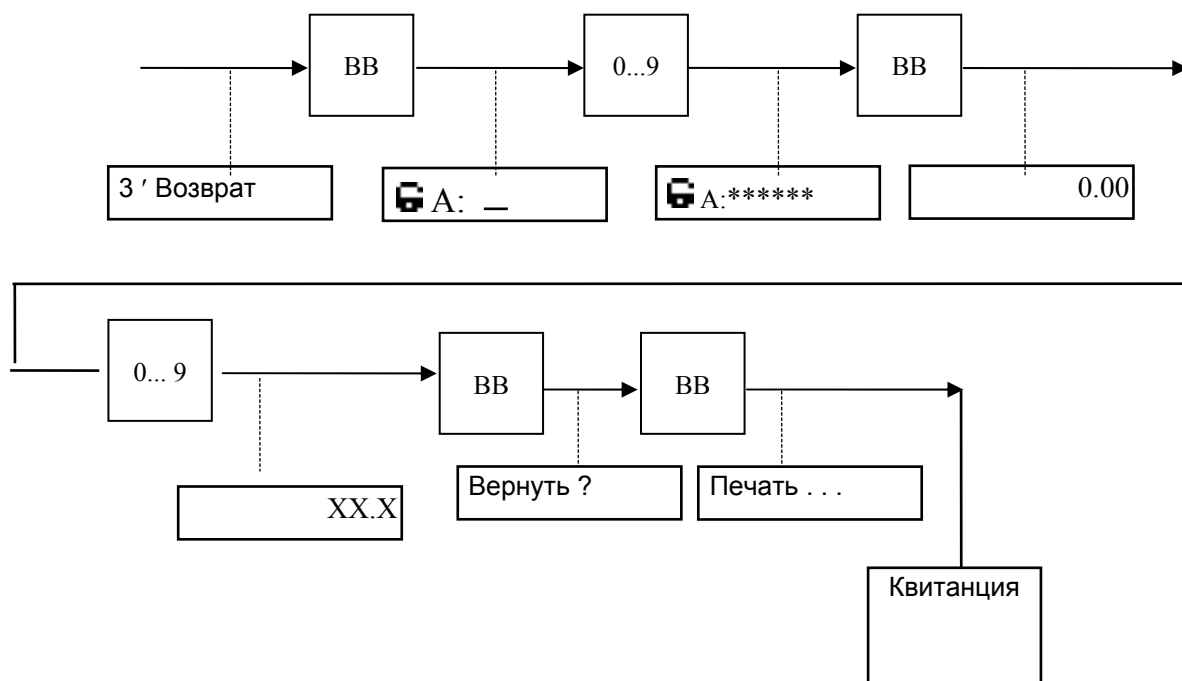 ВВ
0...9
ВВ
3 ′ Возврат
А: _
А:******
0.00
0... 9
ВВ
ВВ
XX.X
Вернуть ?
Печать . . .
Квитанция